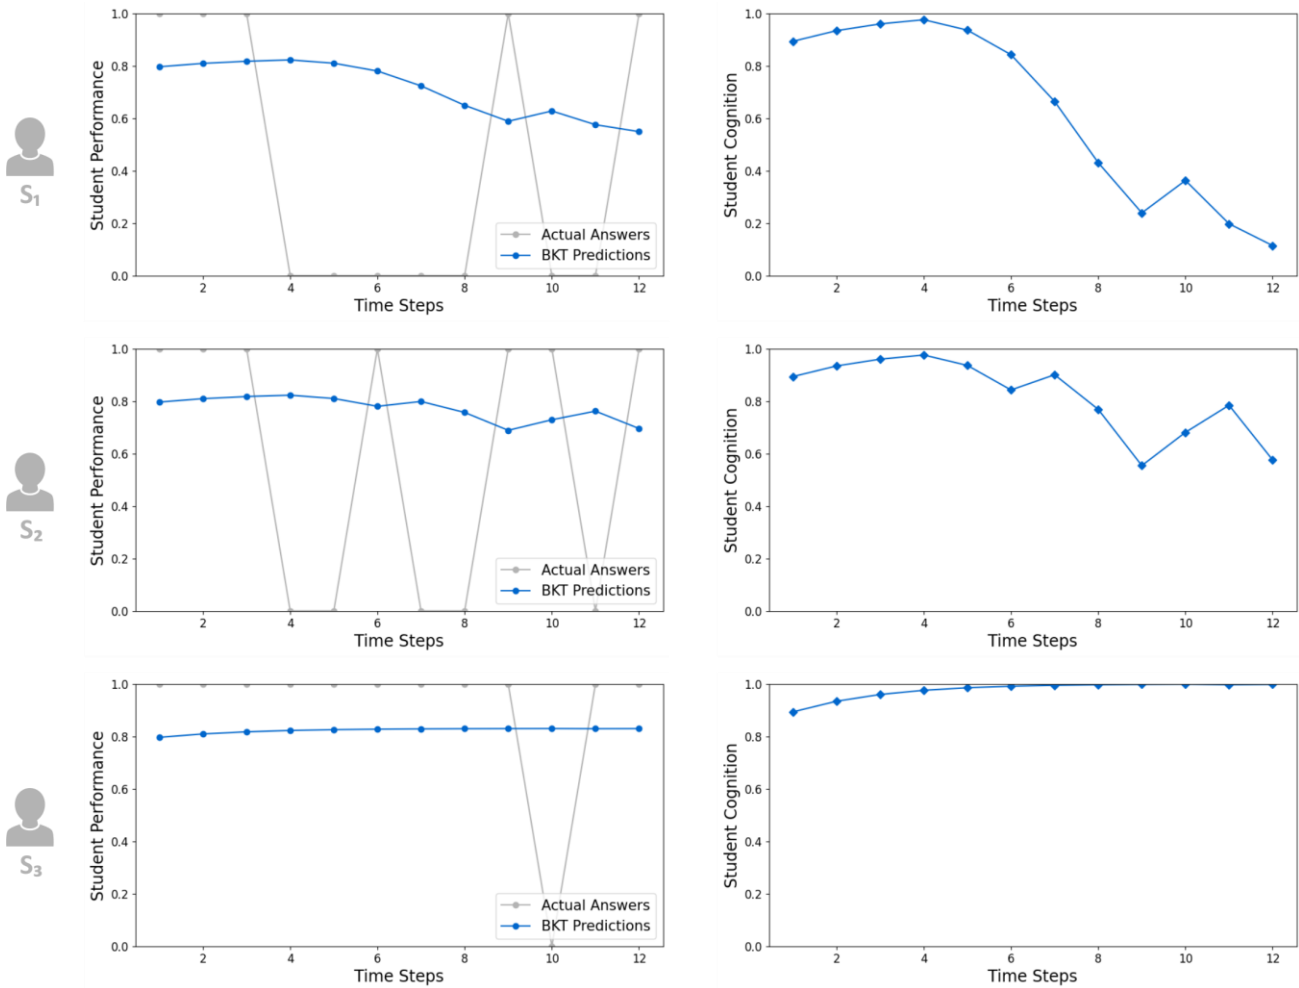 S₁
Student Performance
1.0
0.8
0.6
0.4
0.2
0.0
Actual Answers
BKT Predictions
2 4 6 8 10 12
Time Steps
Student Cognition
1.0
0.8
0.6
0.4
0.2
0.0
2 4 6 8 10 12
Time Steps
S₂
Student Performance
1.0
0.8
0.6
0.4
0.2
0.0
Actual Answers
BKT Predictions
2 4 6 8 10 12
Time Steps
Student Cognition
1.0
0.8
0.6
0.4
0.2
0.0
2 4 6 8 10 12
Time Steps
S₃
Student Performance
1.0
0.8
0.6
0.4
0.2
0.0
Actual Answers
BKT Predictions
2 4 6 8 10 12
Time Steps
Student Cognition
1.0
0.8
0.6
0.4
0.2
0.0
2 4 6 8 10 12
Time Steps